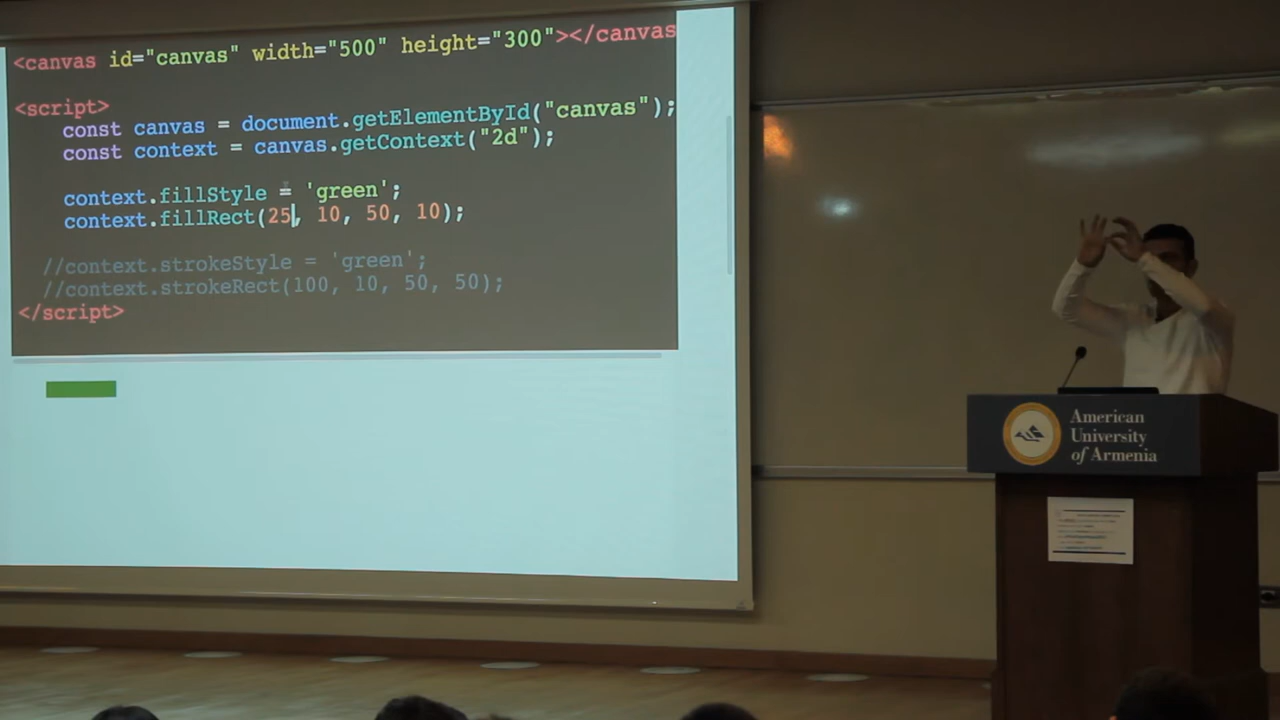 <canvas id="canvas" width="500" height="300"></canvas
<script>
const canvas = document.getElementById("canvas");
const context = canvas.getContext("2d");
context.fillStyle = 'green';
context.fillRect(25, 10, 50, 10);
//context.strokeStyle = 'green';
//context.strokeRect(100, 10, 50, 50);
</script>
American
University
of Armenia